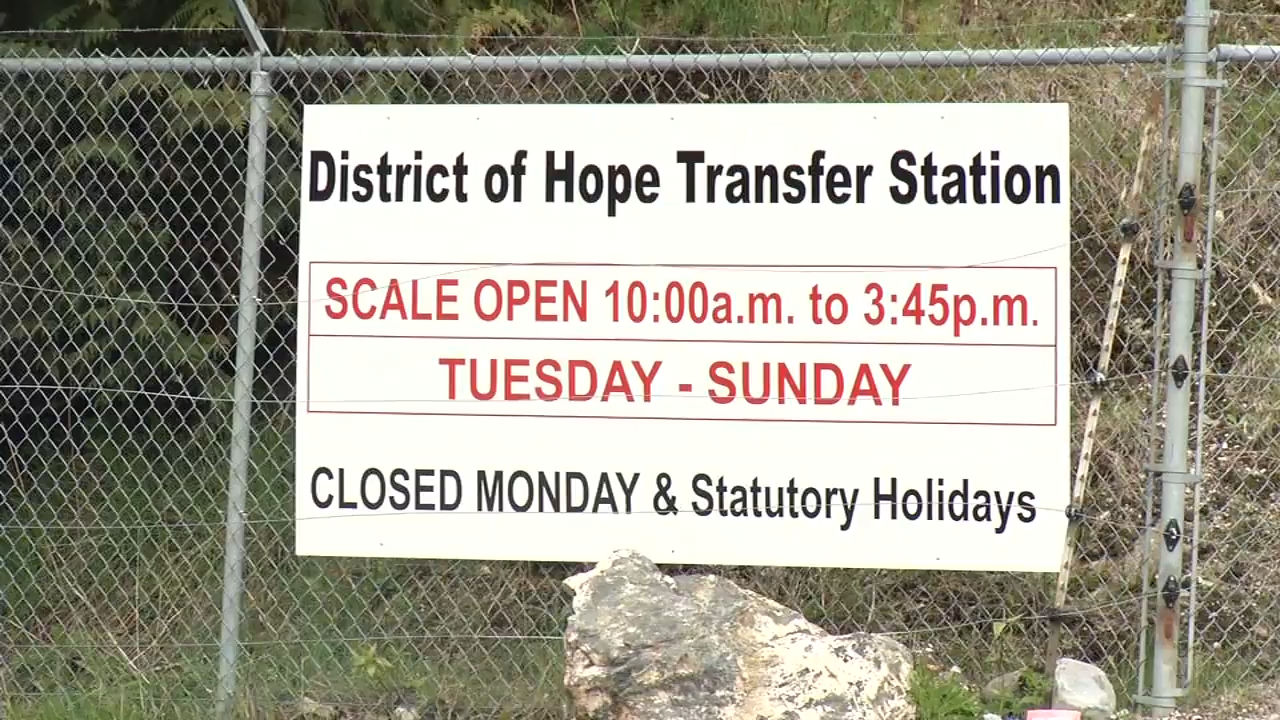 District of Hope Transfer Station
SCALE OPEN 10:00a.m. to 3:45p.m.
TUESDAY - SUNDAY
CLOSED MONDAY & Statutory Holidays